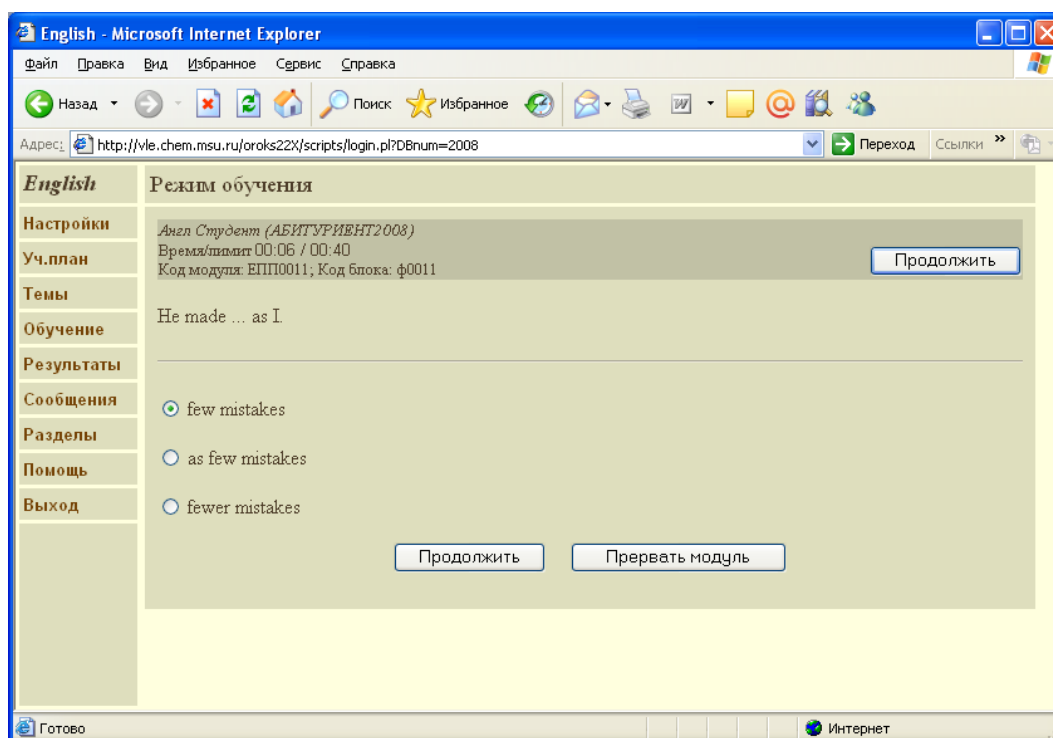 English - Microsoft Internet Explorer
Файл Правка Вид Избранное Сервис Справка
Назад Поиск Избранное
Адрес: http://vle.chem.msu.ru/oroks22X/scripts/login.pl?DBnum=2008 Переход Ссылки »
English
Режим обучения
Настройки
Уч.план
Темы
Обучение
Результаты
Сообщения
Разделы
Помощь
Выход
Англ Студент (АБИТУРИЕНТ2008)
Время/лимит 00:06 / 00:40
Код модуля: ЕПП0011; Код блока: ф0011
Продолжить
He made ... as I.
few mistakes
as few mistakes
fewer mistakes
Продолжить Прервать модуль
Готово Интернет